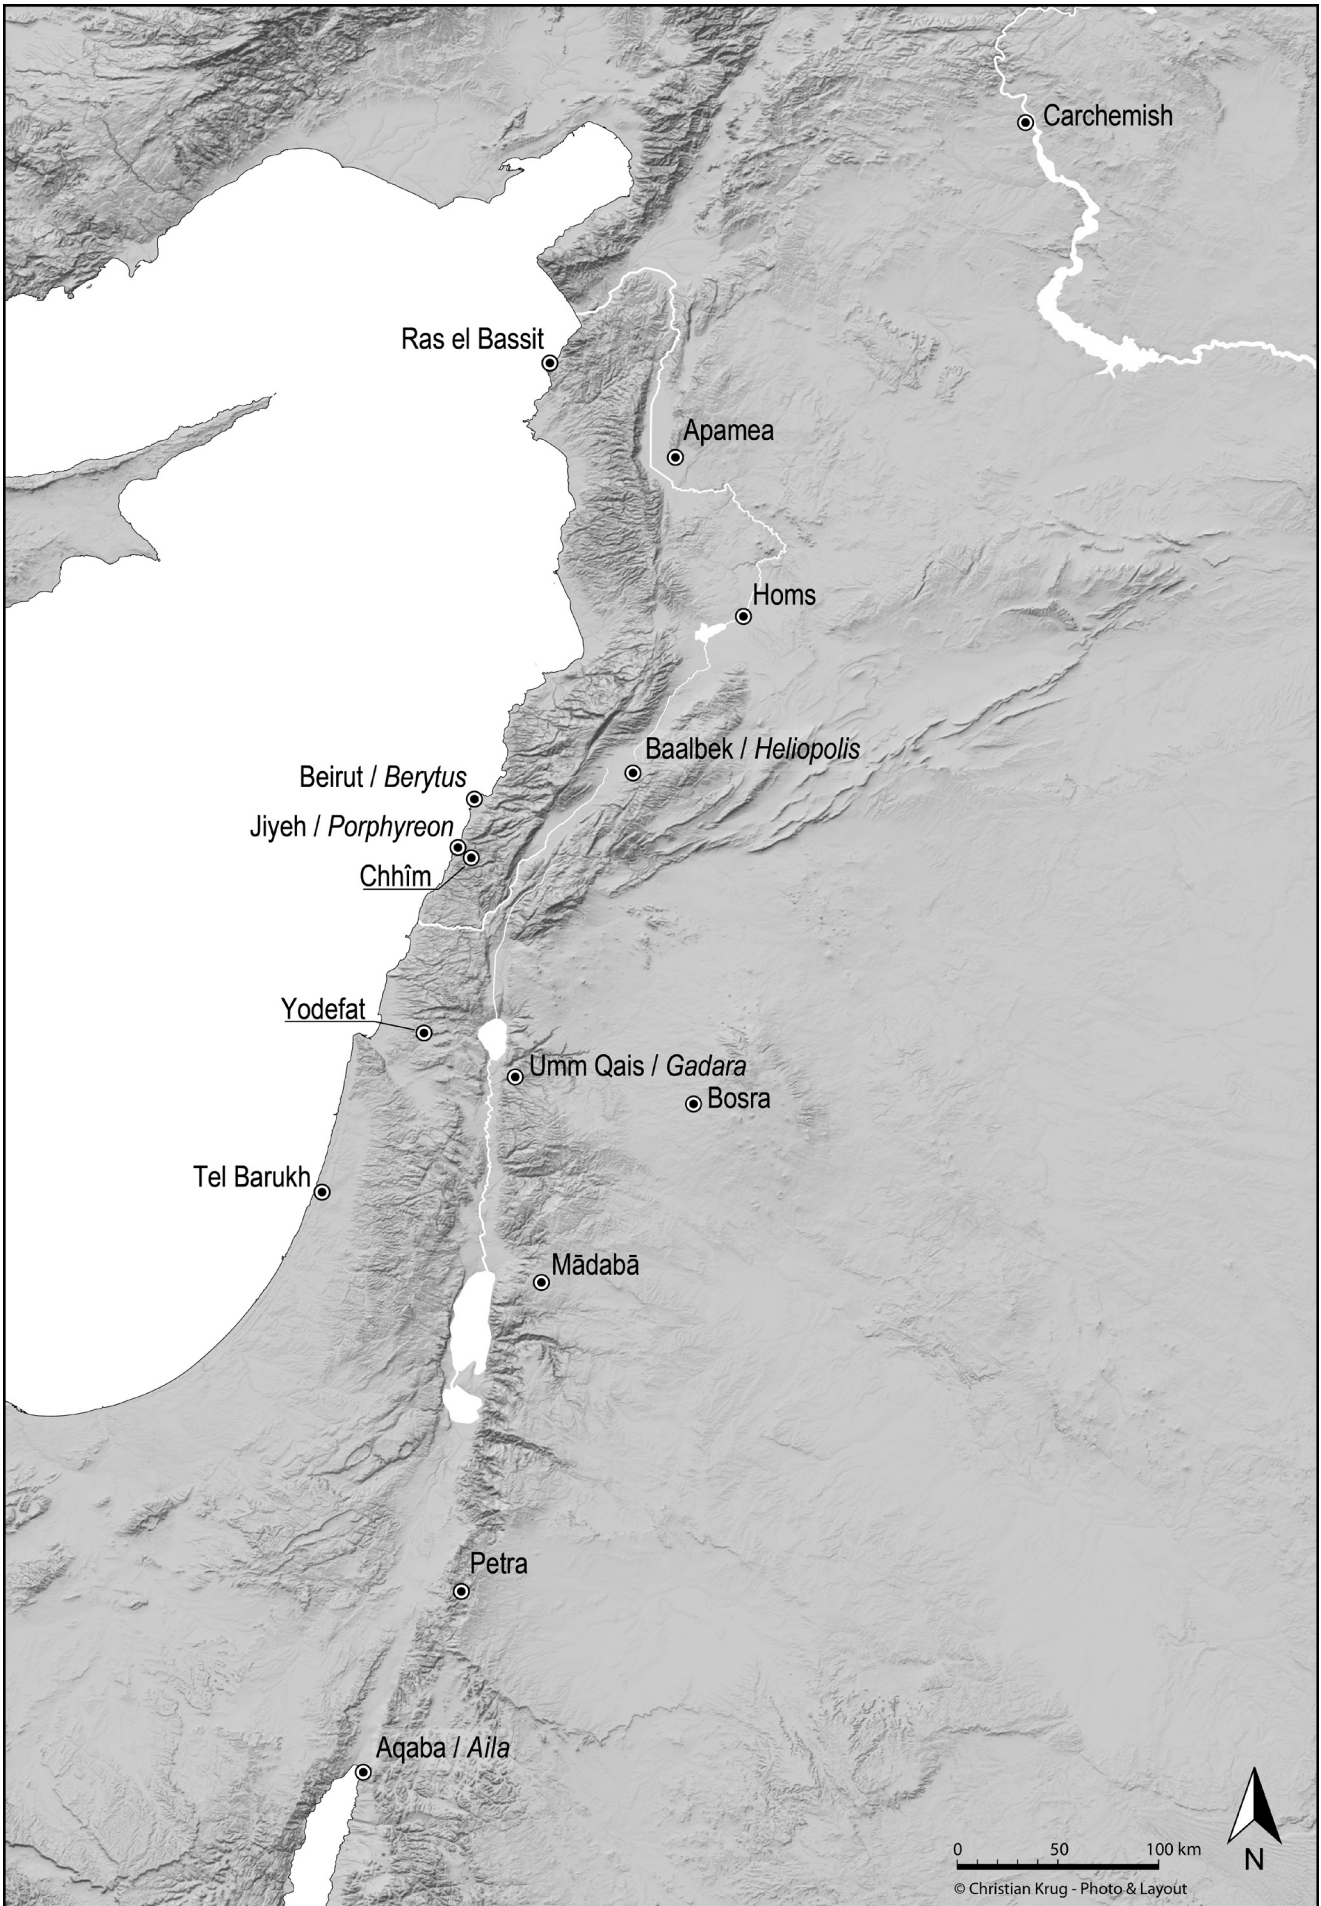 Carchemish
Ras el Bassit
Apamea
Homs
Baalbek / Heliopolis
Beirut / Berytus
Jiyeh / Porphyreon
Chhîm
Yodefat
Umm Qais / Gadara
Bosra
Tel Barukh
Mādabā
Petra
Aqaba / Aila
0 50 100 km
N
© Christian Krug - Photo & Layout